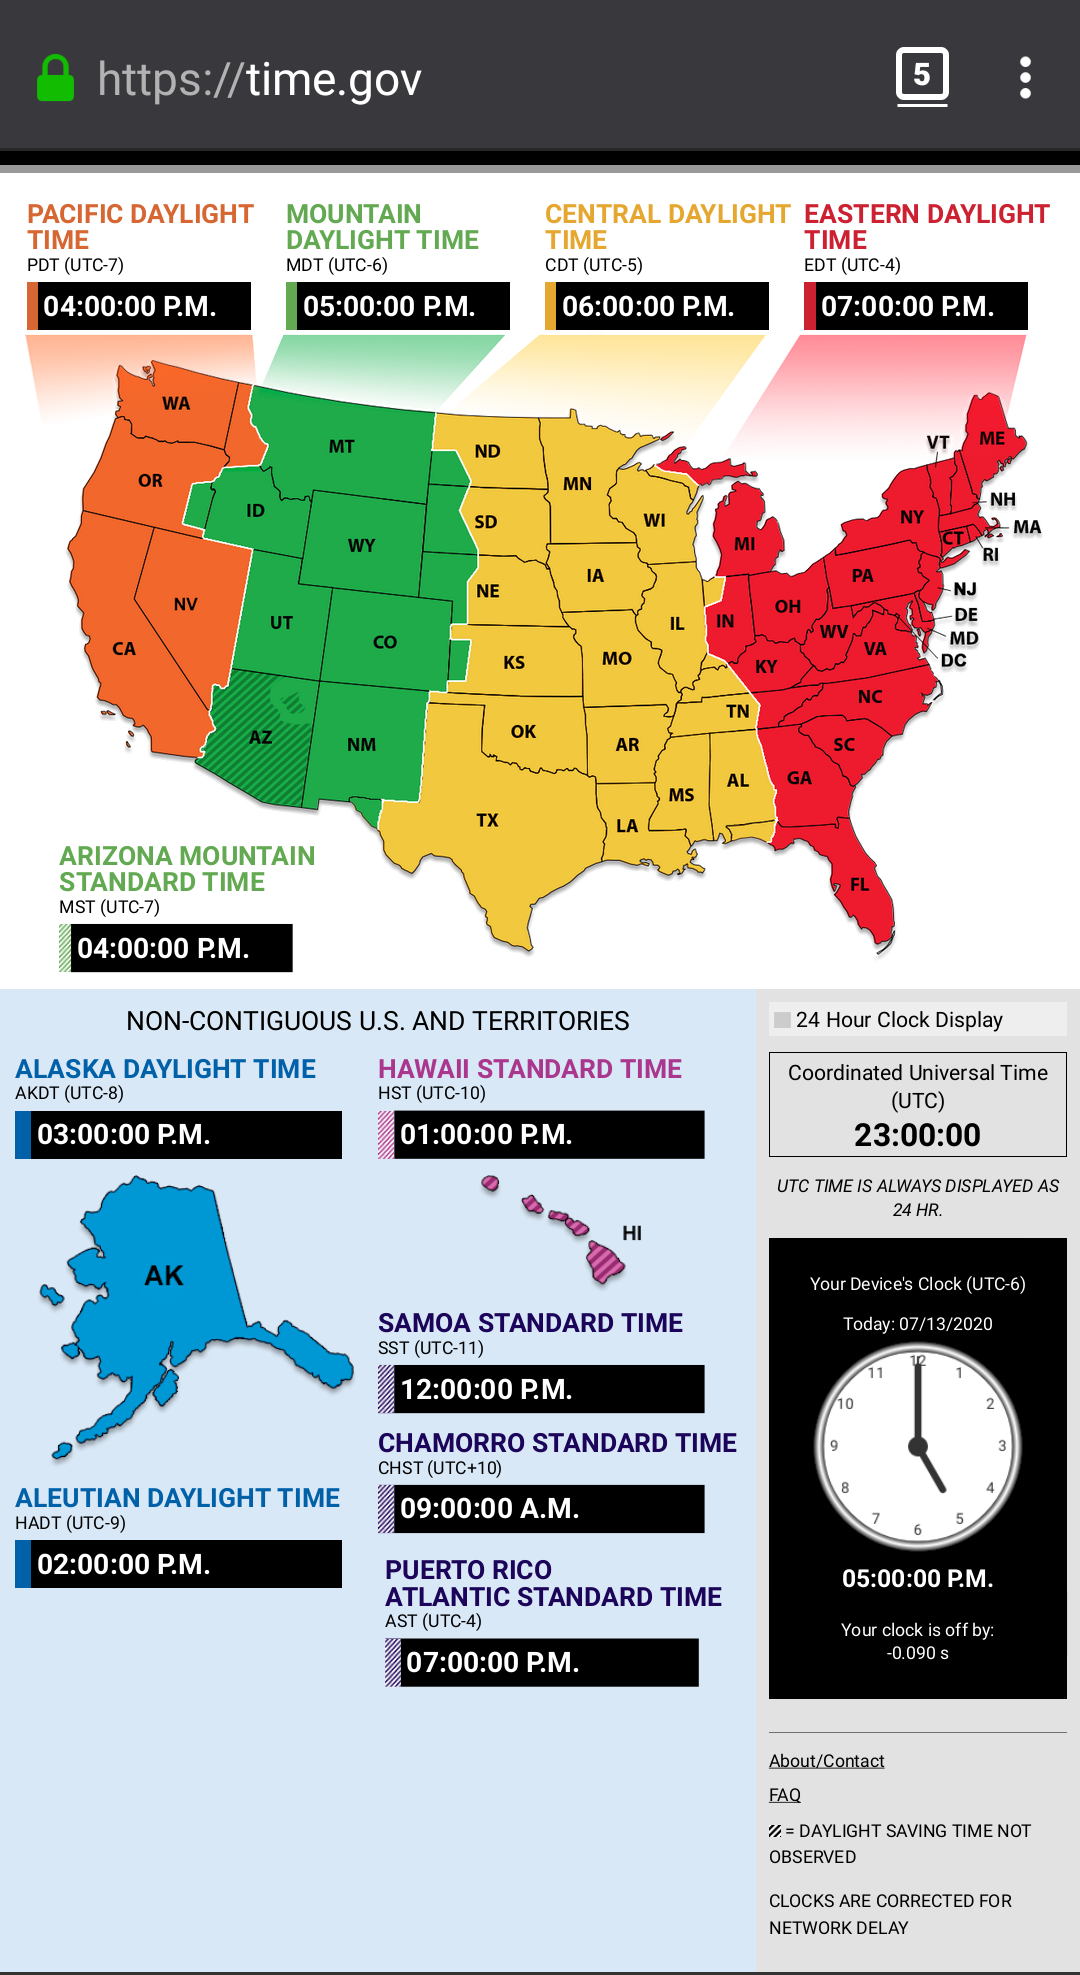 https://time.gov
5
PACIFIC DAYLIGHT
TIME
PDT (UTC-7)
04:00:00 P.M.
MOUNTAIN
DAYLIGHT TIME
MDT (UTC-6)
05:00:00 P.M.
CENTRAL DAYLIGHT
TIME
CDT (UTC-5)
06:00:00 P.M.
EASTERN DAYLIGHT
TIME
EDT (UTC-4)
07:00:00 P.M.
WA
OR
CA
NV
MT
ID
WY
UT
CO
AZ
NM
ND
SD
NE
KS
OK
TX
MN
IA
MO
AR
LA
WI
IL
MS
AL
TN
MI
IN
OH
KY
WV
VA
NC
SC
GA
FL
PA
NY
VT
ME
NH
MA
CT
RI
NJ
DE
MD
DC
ARIZONA MOUNTAIN
STANDARD TIME
MST (UTC-7)
04:00:00 P.M.
NON-CONTIGUOUS U.S. AND TERRITORIES
ALASKA DAYLIGHT TIME
AKDT (UTC-8)
03:00:00 P.M.
AK
ALEUTIAN DAYLIGHT TIME
HADT (UTC-9)
02:00:00 P.M.
HAWAII STANDARD TIME
HST (UTC-10)
01:00:00 P.M.
HI
SAMOA STANDARD TIME
SST (UTC-11)
12:00:00 P.M.
CHAMORRO STANDARD TIME
CHST (UTC+10)
09:00:00 A.M.
PUERTO RICO
ATLANTIC STANDARD TIME
AST (UTC-4)
07:00:00 P.M.
24 Hour Clock Display
Coordinated Universal Time
(UTC)
23:00:00
UTC TIME IS ALWAYS DISPLAYED AS
24 HR.
Your Device's Clock (UTC-6)
Today: 07/13/2020
12
1
2
3
4
5
6
7
8
9
10
11
05:00:00 P.M.
Your clock is off by:
-0.090 s
About/Contact
FAQ
= DAYLIGHT SAVING TIME NOT
OBSERVED
CLOCKS ARE CORRECTED FOR
NETWORK DELAY